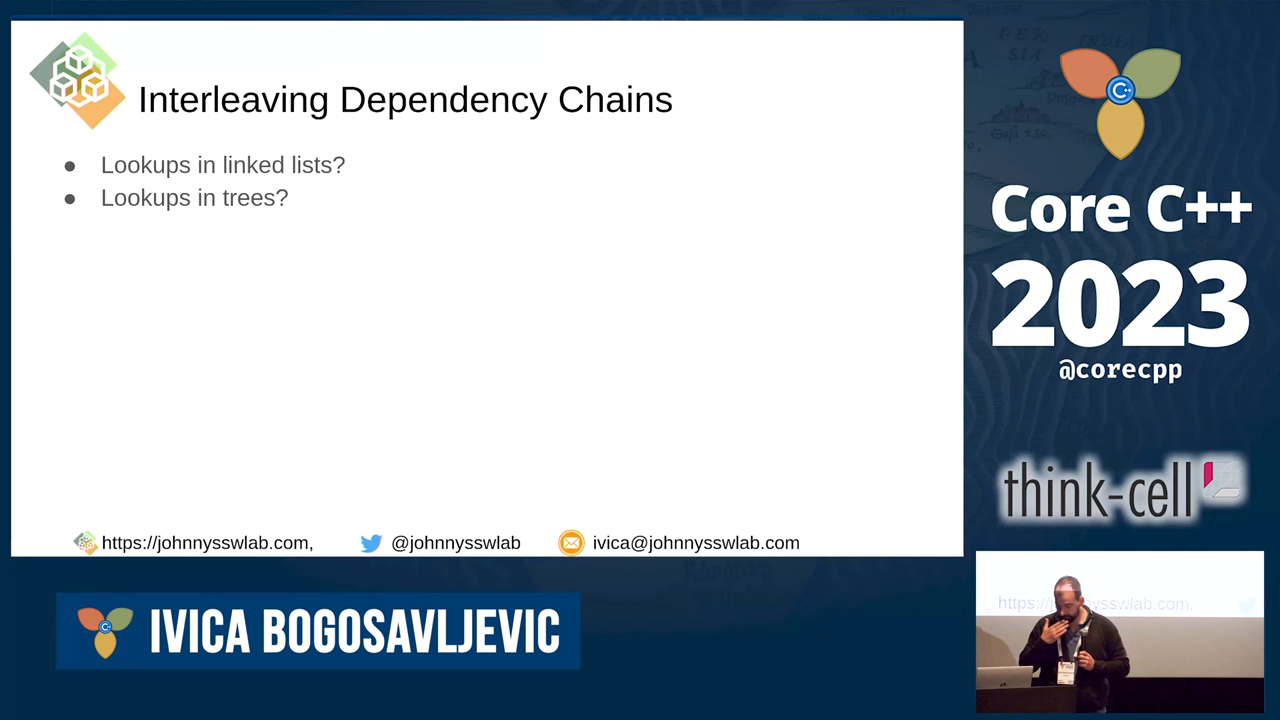 Interleaving Dependency Chains
● Lookups in linked lists?
● Lookups in trees?
https://johnnysswlab.com, @johnnysswlab ivica@johnnysswlab.com
IVICA BOGOSAVLJEVIC
C++
Core C++
2023
@corecpp
think-cell